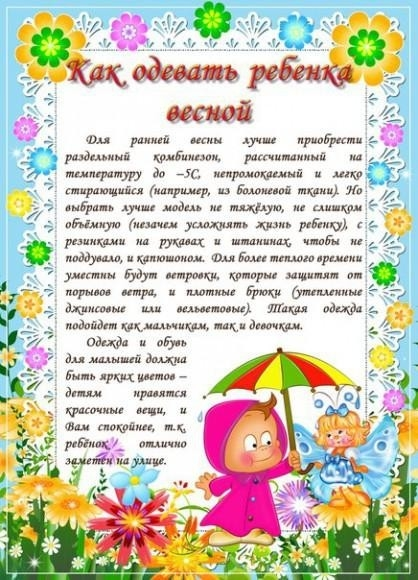 Как одевать ребенка
весной
Для ранней весны лучше приобрести
раздельный комбинезон, рассчитанный на
температуру до –5С, непромокаемый и легко
стирающийся (например, из болоневой ткани). Но
выбрать лучше модель не тяжёлую, не слишком
объёмную (незачем усложнять жизнь ребенку), с
резинками на рукавах и штанинах, чтобы не
поддувало, и капюшоном. Для более теплого времени
уместны будут ветровки, которые защитят от
порывов ветра, и плотные брюки (утепленные
джинсовые или вельветовые). Такая одежда
подойдет как мальчикам, так и девочкам.
Одежда и обувь
для малышей должна
быть ярких цветов –
детям нравятся
красочные вещи, и
Вам спокойнее, т.к.
ребёнок отлично
заметен на улице.